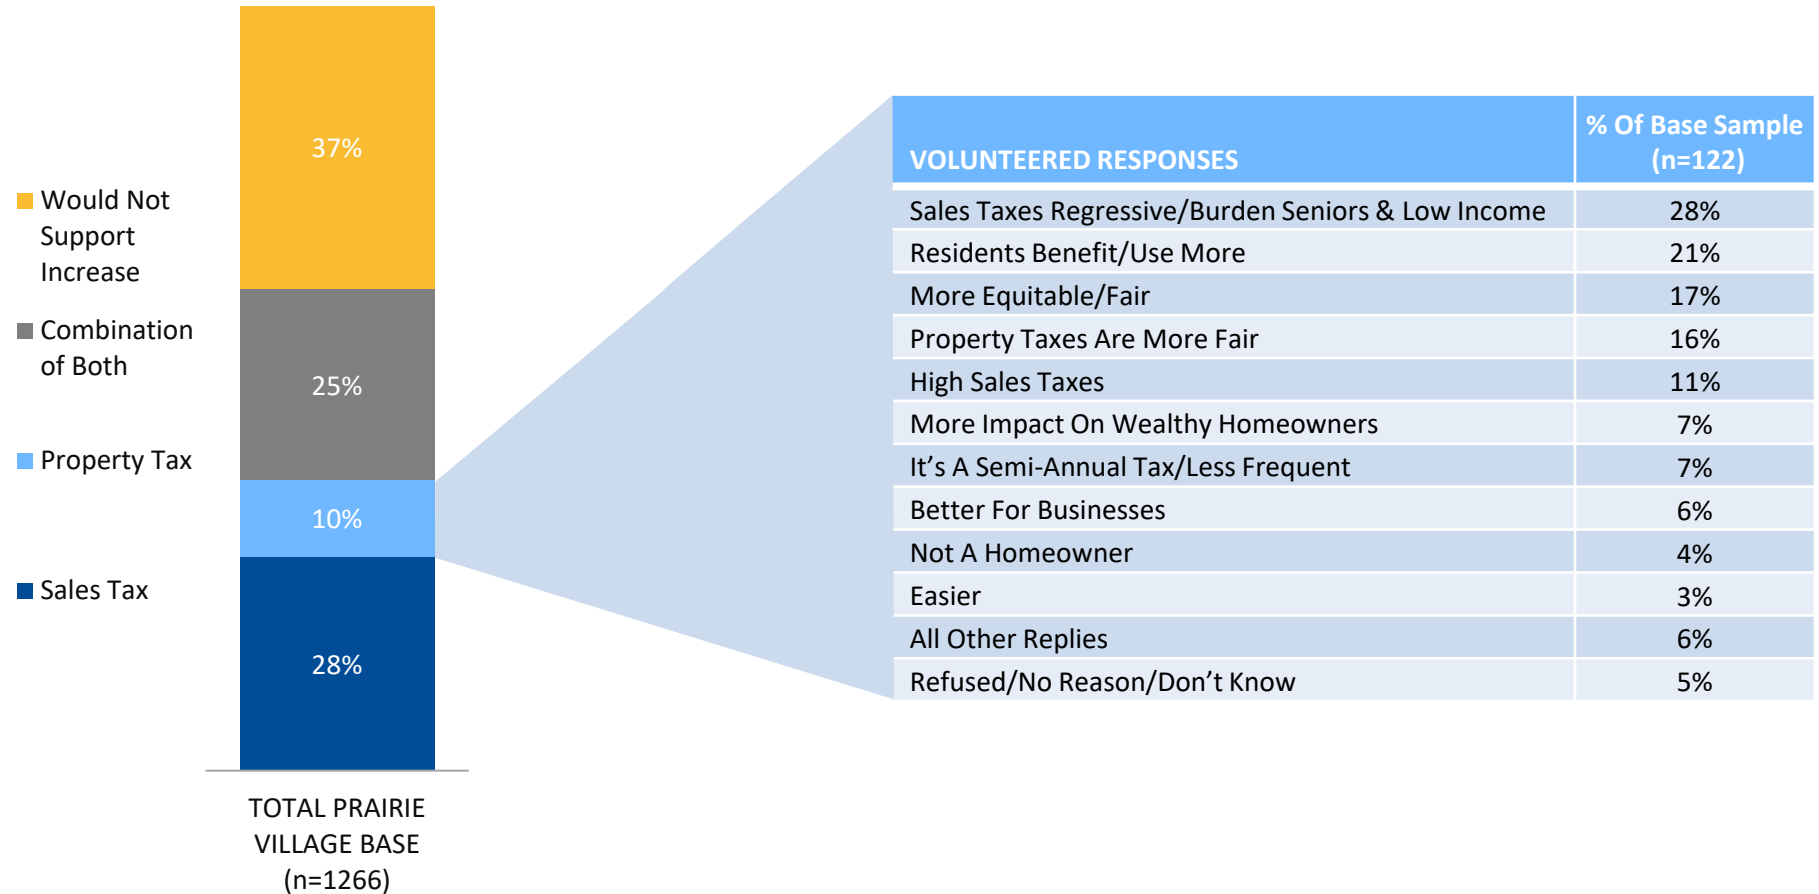 37%
25%
10%
28%
Would Not
Support
Increase
Combination
of Both
Property Tax
Sales Tax
TOTAL PRAIRIE
VILLAGE BASE
(n=1266)
VOLUNTEERED RESPONSES
% Of Base Sample
(n=122)
Sales Taxes Regressive/Burden Seniors & Low Income 28%
Residents Benefit/Use More 21%
More Equitable/Fair 17%
Property Taxes Are More Fair 16%
High Sales Taxes 11%
More Impact On Wealthy Homeowners 7%
It’s A Semi-Annual Tax/Less Frequent 7%
Better For Businesses 6%
Not A Homeowner 4%
Easier 3%
All Other Replies 6%
Refused/No Reason/Don’t Know 5%